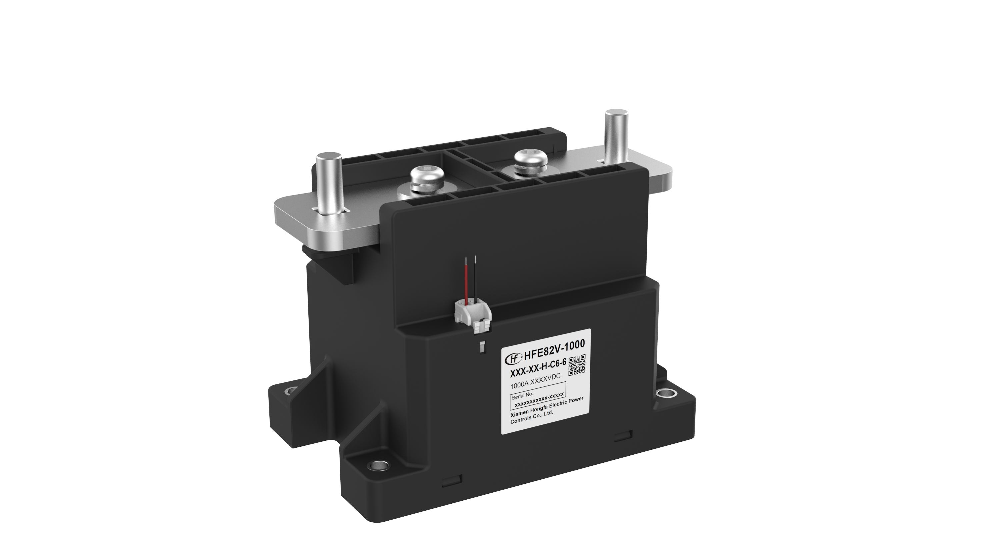 HF HFE82V-1000
XXX-XX-H-C6-6
1000A XXXXVDC
Serial No.:
xxxxxxxxxxx-xxxxx
Xiamen Hongfa Electric Power
Controls Co., Ltd.